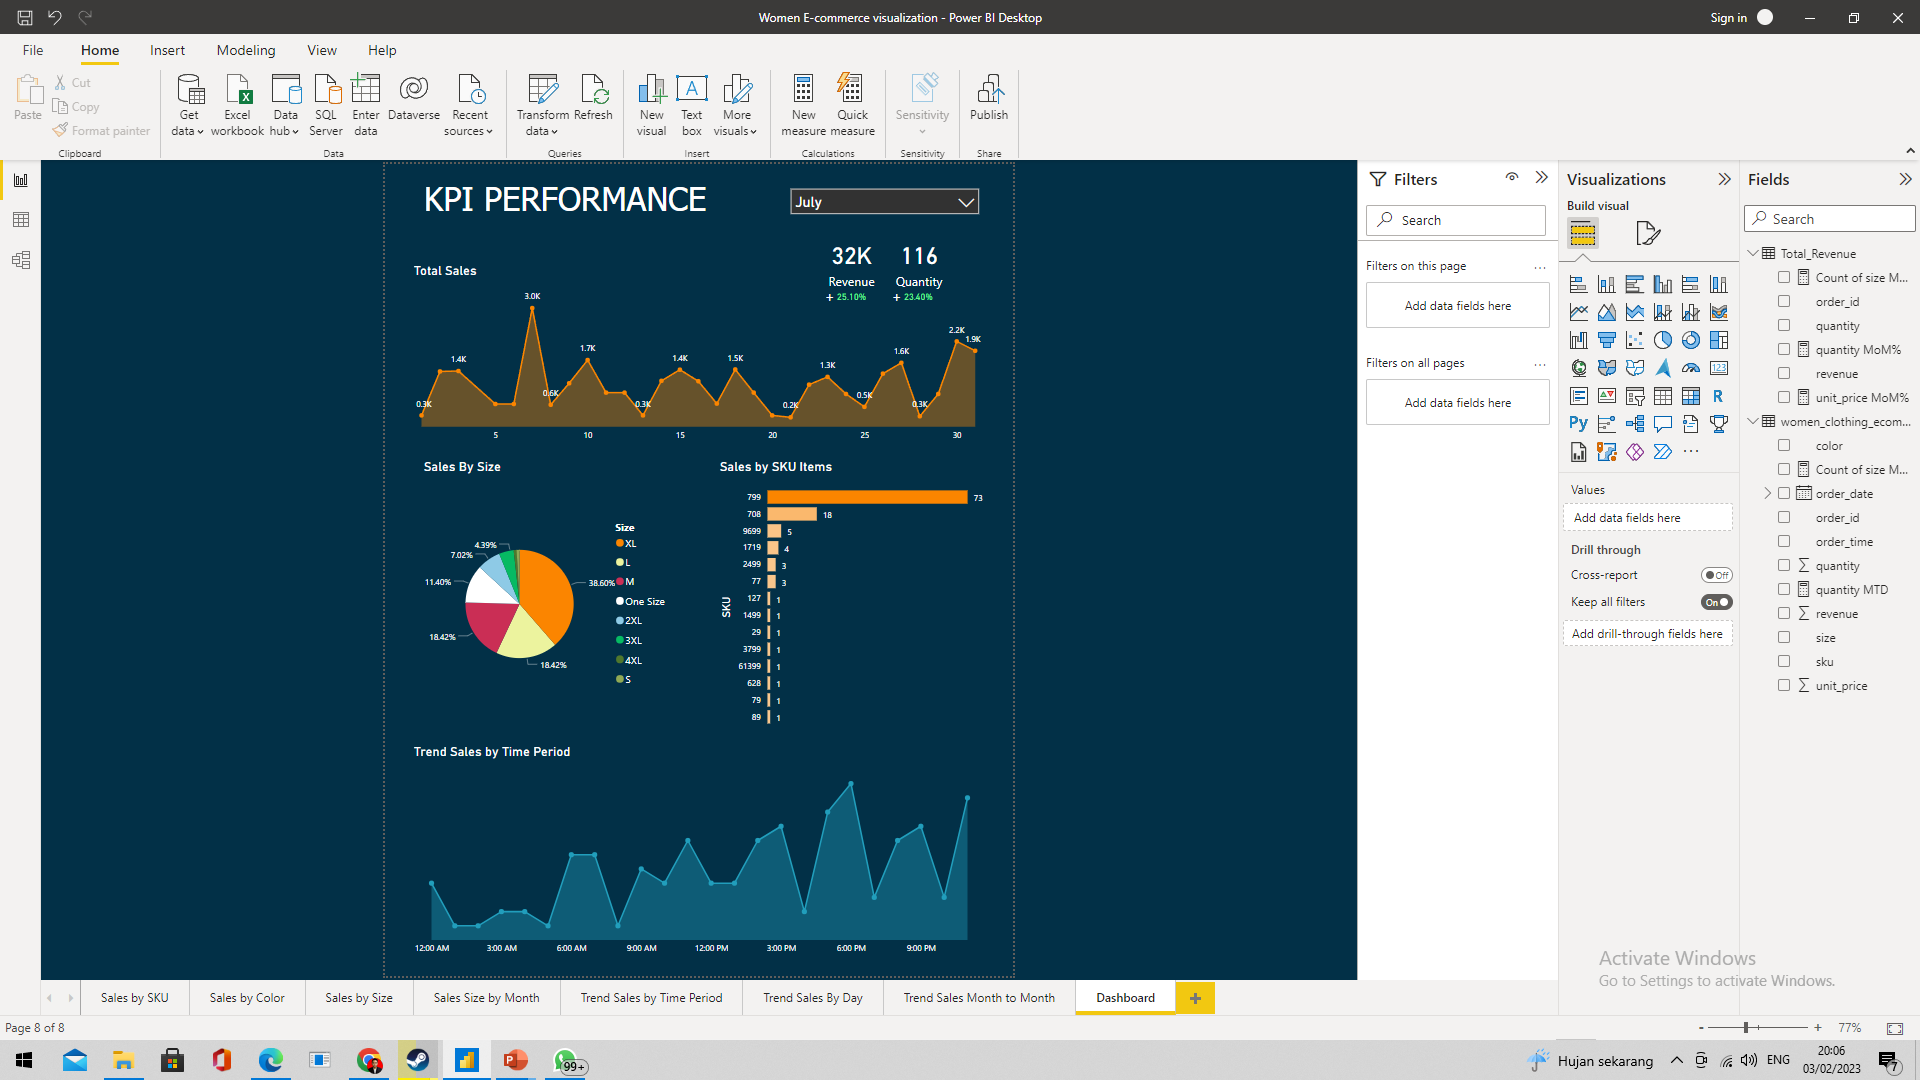 Women E-commerce visualization - Power BI Desktop
Sign in
File
Home
Insert
Modeling
View
Help
Paste
Cut
Copy
Format painter
Clipboard
Get data
Excel workbook
Data hub
SQL Server
Enter data
Dataverse
Recent sources
Data
Transform data
Refresh
Queries
New visual
A
Text box
More visuals
Insert
New measure
Quick measure
Calculations
Sensitivity
Sensitivity
Publish
Share
KPI PERFORMANCE
July
32K
116
Revenue
Quantity
+ 25.10%
+ 23.40%
Total Sales
3.0K
2.2K
1.9K
1.7K
1.6K
1.4K
1.4K
1.5K
1.3K
0.3K
0.6K
0.3K
0.2K
0.5K
0.3K
5
10
15
20
25
30
Sales By Size
4.39%
7.02%
11.40%
38.60%
18.42%
18.42%
Size
XL
L
M
One Size
2XL
3XL
4XL
S
Sales by SKU Items
SKU
799 73
708 18
9699 5
1719 4
2499 3
77 3
127 1
1499 1
29 1
3799 1
61399 1
628 1
79 1
89 1
Trend Sales by Time Period
12:00 AM
3:00 AM
6:00 AM
9:00 AM
12:00 PM
3:00 PM
6:00 PM
9:00 PM
Filters
Search
Filters on this page
...
Add data fields here
Filters on all pages
...
Add data fields here
Visualizations
Build visual
123
R
Py
...
Values
Add data fields here
Drill through
Cross-report
Off
Keep all filters
On
Add drill-through fields here
Fields
Search
Total_Revenue
Count of size M...
order_id
quantity
quantity MoM%
revenue
unit_price MoM%
women_clothing_ecom...
color
Count of size M...
order_date
order_id
order_time
∑ quantity
quantity MTD
∑ revenue
size
sku
∑ unit_price
Activate Windows
Go to Settings to activate Windows.
Sales by SKU
Sales by Color
Sales by Size
Sales Size by Month
Trend Sales by Time Period
Trend Sales By Day
Trend Sales Month to Month
Dashboard
+
Page 8 of 8
- + 77%
99+
Hujan sekarang
ENG
20:06
03/02/2023
7